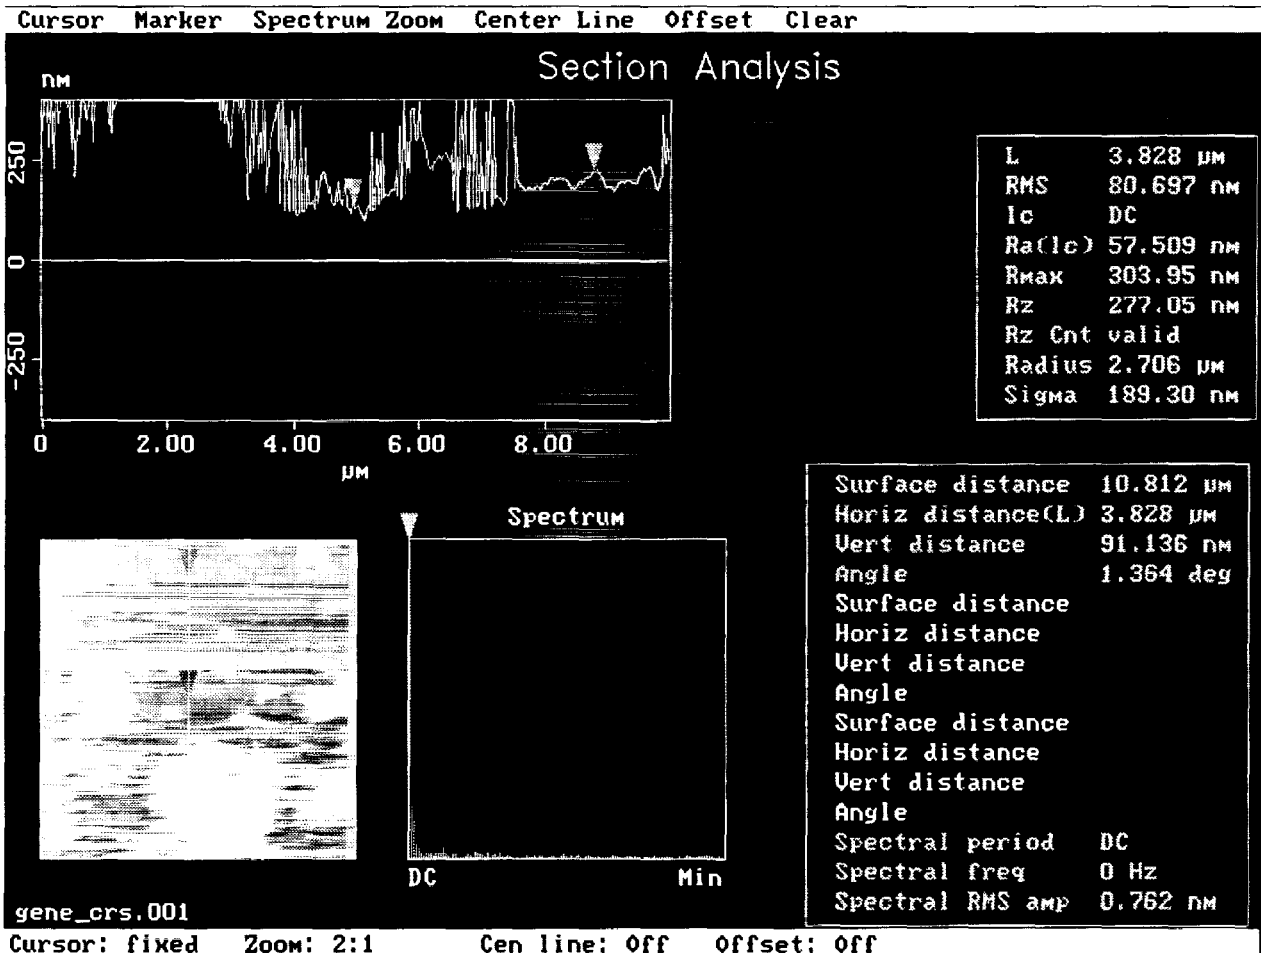 Cursor Marker Spectrum Zoom Center Line Offset Clear
Section Analysis
nm
250
0
-250
0 2.00 4.00 6.00 8.00
µm
L 3.828 µm
RMS 80.697 nm
lc DC
Ra(lc) 57.509 nm
Rmax 303.95 nm
Rz 277.05 nm
Rz Cnt valid
Radius 2.706 µm
Sigma 189.30 nm
Surface distance 10.812 µm
Horiz distance(L) 3.828 µm
Vert distance 91.136 nm
Angle 1.364 deg
Surface distance
Horiz distance
Vert distance
Angle
Surface distance
Horiz distance
Vert distance
Angle
Spectral period DC
Spectral freq 0 Hz
Spectral RMS amp 0.762 nm
Spectrum
DC Min
gene_crs.001
Cursor: fixed Zoom: 2:1 Cen line: Off Offset: Off